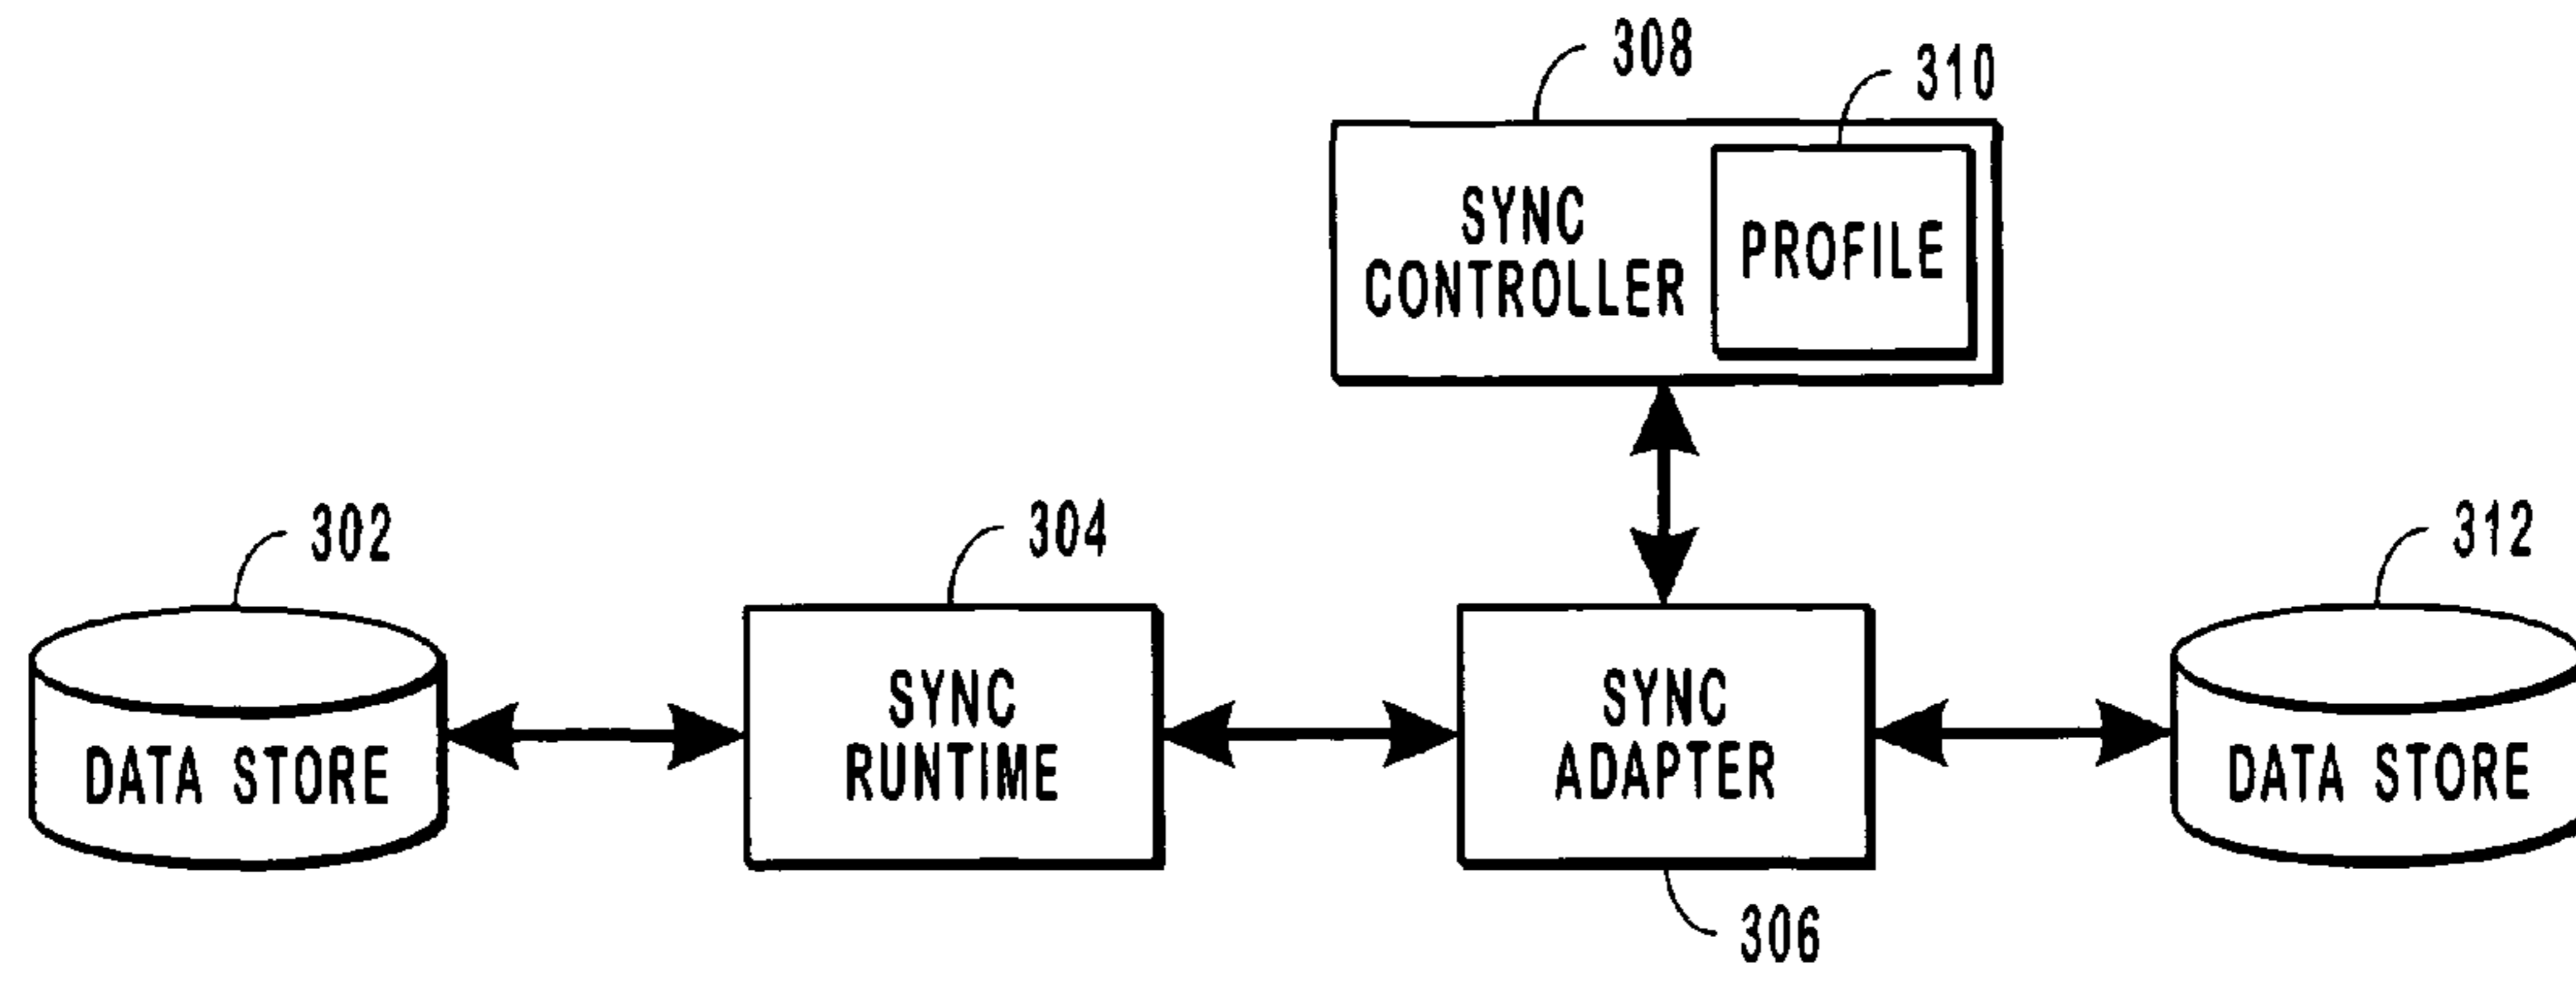 308
310
SYNC
CONTROLLER
PROFILE
302
304
312
DATA STORE
SYNC
RUNTIME
SYNC
ADAPTER
DATA STORE
306